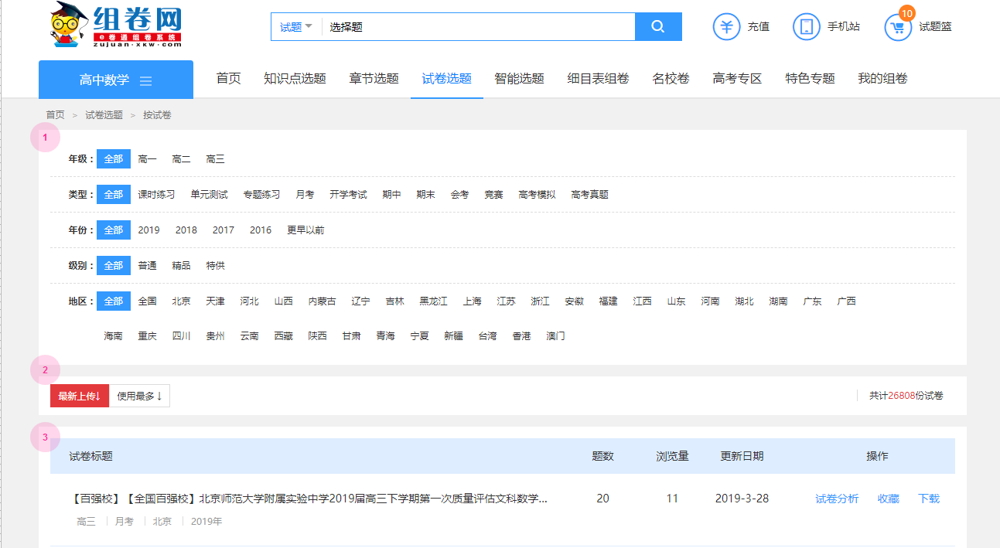 组卷网
e卷通组卷系统
zujuan·xkw·com
试题 选择题
充值 手机站 10 试题篮
高中数学 首页 知识点选题 章节选题 试卷选题 智能选题 细目表组卷 名校卷 高考专区 特色专题 我的组卷
首页 > 试卷选题 > 按试卷
1
年级： 全部 高一 高二 高三
类型： 全部 课时练习 单元测试 专题练习 月考 开学考试 期中 期末 会考 竞赛 高考模拟 高考真题
年份： 全部 2019 2018 2017 2016 更早以前
级别： 全部 普通 精品 特供
地区： 全部 全国 北京 天津 河北 山西 内蒙古 辽宁 吉林 黑龙江 上海 江苏 浙江 安徽 福建 江西 山东 河南 湖北 湖南 广东 广西
海南 重庆 四川 贵州 云南 西藏 陕西 甘肃 青海 宁夏 新疆 台湾 香港 澳门
2
最新上传↓ 使用最多↓ 共计26808份试卷
3
试卷标题 题数 浏览量 更新日期 操作
【百强校】【全国百强校】北京师范大学附属实验中学2019届高三下学期第一次质量评估文科数学... 20 11 2019-3-28 试卷分析 收藏 下载
高三 月考 北京 2019年